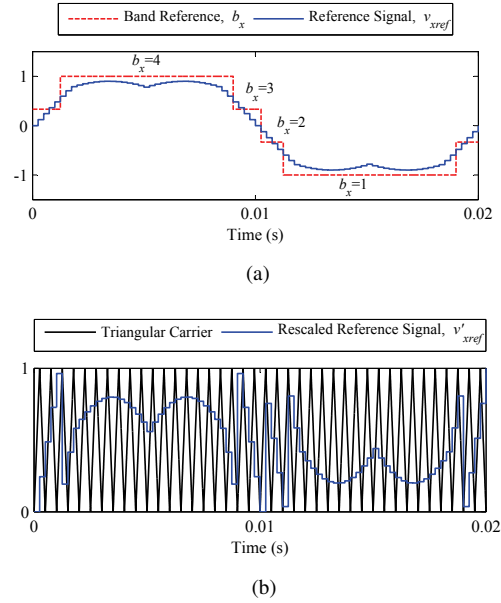 Band Reference, b_x Reference Signal, v_xref
1
0
-1
b_x=4
b_x=3
b_x=2
b_x=1
0 0.01 0.02
Time (s)
(a)
Triangular Carrier Rescaled Reference Signal, v'_xref
1
0
0 0.01 0.02
Time (s)
(b)